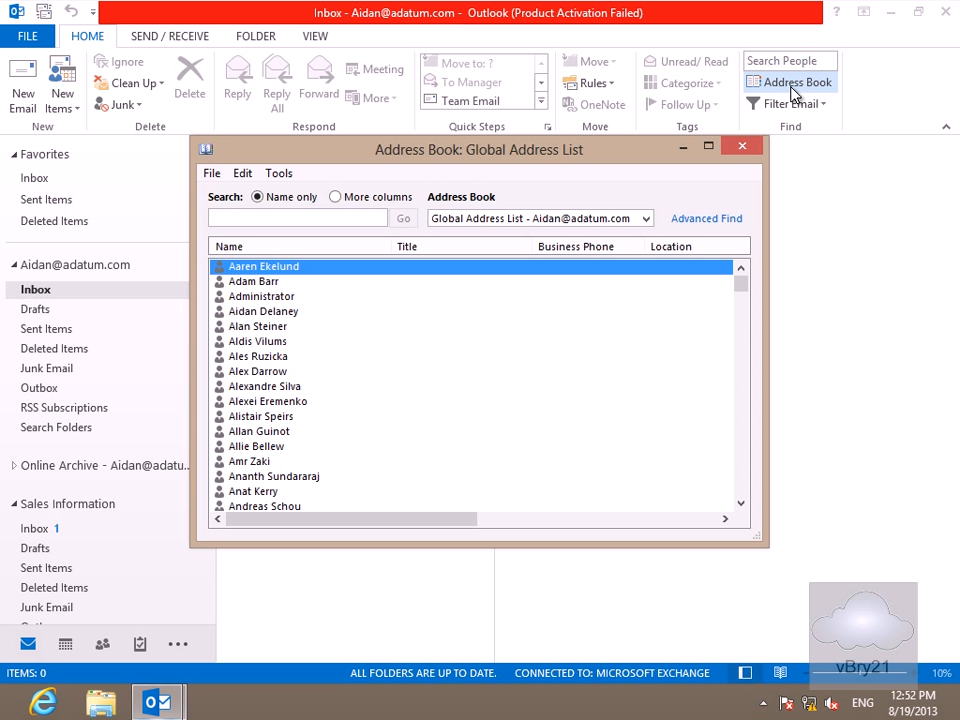 Inbox - Aidan@adatum.com - Outlook (Product Activation Failed)
FILE HOME SEND / RECEIVE FOLDER VIEW
New Email
New Items
New
Ignore
Clean Up
Junk
Delete
Delete
Reply
Reply All
Forward
Meeting
More
Respond
Move to: ?
To Manager
Team Email
Quick Steps
Move
Rules
OneNote
Move
Unread/ Read
Categorize
Follow Up
Tags
Search People
Address Book
Filter Email
Find
Favorites
Inbox
Sent Items
Deleted Items
Aidan@adatum.com
Inbox
Drafts
Sent Items
Deleted Items
Junk Email
Outbox
RSS Subscriptions
Search Folders
Online Archive - Aidan@adatu...
Sales Information
Inbox 1
Drafts
Sent Items
Deleted Items
Junk Email
Address Book: Global Address List
File Edit Tools
Search: Name only More columns Address Book
Go Global Address List - Aidan@adatum.com Advanced Find
Name Title Business Phone Location
Aaren Ekelund
Adam Barr
Administrator
Aidan Delaney
Alan Steiner
Aldis Vilums
Ales Ruzicka
Alex Darrow
Alexandre Silva
Alexei Eremenko
Alistair Speirs
Allan Guinot
Allie Bellew
Amr Zaki
Ananth Sundararaj
Anat Kerry
Andreas Schou
vBry21
ITEMS: 0 ALL FOLDERS ARE UP TO DATE. CONNECTED TO: MICROSOFT EXCHANGE 10%
ENG
12:52 PM
8/19/2013